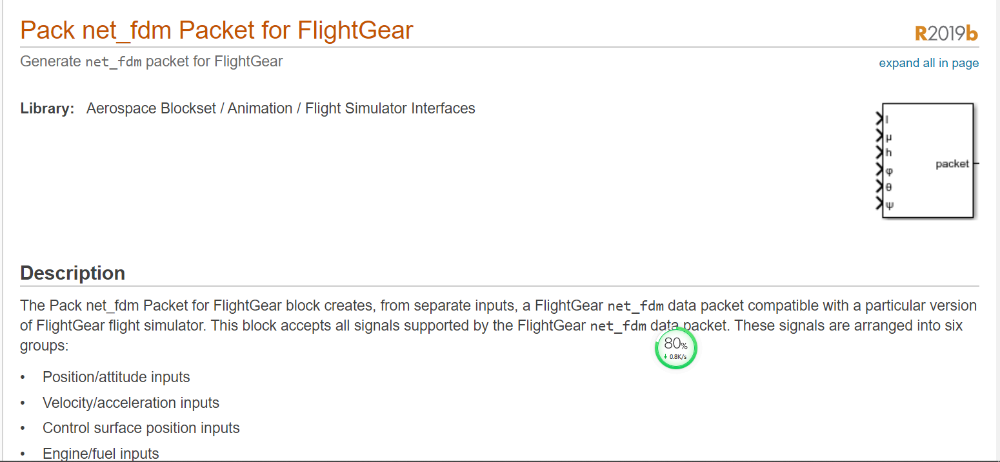 Pack net_fdm Packet for FlightGear
R2019b
Generate net_fdm packet for FlightGear
expand all in page
Library: Aerospace Blockset / Animation / Flight Simulator Interfaces
l
μ
h
φ
θ
ψ
packet
Description
The Pack net_fdm Packet for FlightGear block creates, from separate inputs, a FlightGear net_fdm data packet compatible with a particular version
of FlightGear flight simulator. This block accepts all signals supported by the FlightGear net_fdm data packet. These signals are arranged into six
groups:
80%
↓ 0.8K/s
• Position/attitude inputs
• Velocity/acceleration inputs
• Control surface position inputs
• Engine/fuel inputs